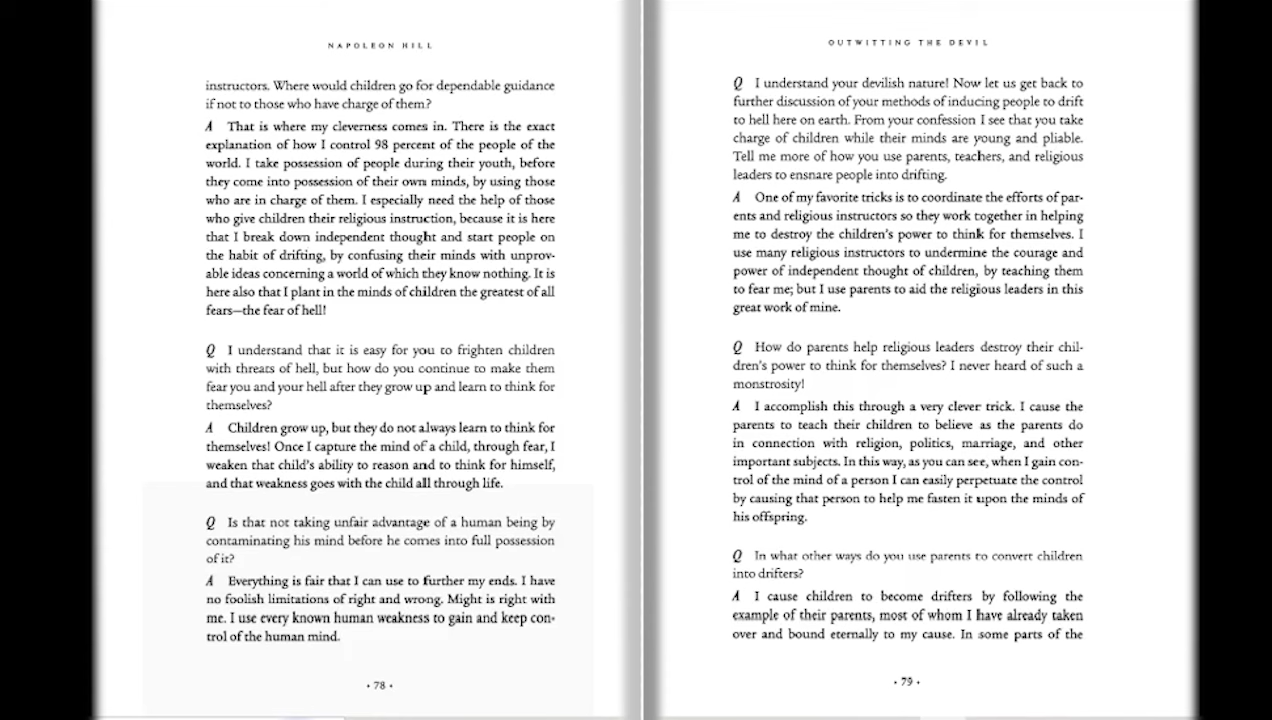 NAPOLEON HILL
instructors. Where would children go for dependable guidance
if not to those who have charge of them?
A That is where my cleverness comes in. There is the exact
explanation of how I control 98 percent of the people of the
world. I take possession of people during their youth, before
they come into possession of their own minds, by using those
who are in charge of them. I especially need the help of those
who give children their religious instruction, because it is here
that I break down independent thought and start people on
the habit of drifting, by confusing their minds with unprov-
able ideas concerning a world of which they know nothing. It is
here also that I plant in the minds of children the greatest of all
fears—the fear of hell!
Q I understand that it is easy for you to frighten children
with threats of hell, but how do you continue to make them
fear you and your hell after they grow up and learn to think for
themselves?
A Children grow up, but they do not always learn to think for
themselves! Once I capture the mind of a child, through fear, I
weaken that child's ability to reason and to think for himself,
and that weakness goes with the child all through life.
Q Is that not taking unfair advantage of a human being by
contaminating his mind before he comes into full possession
of it?
A Everything is fair that I can use to further my ends. I have
no foolish limitations of right and wrong. Might is right with
me. I use every known human weakness to gain and keep con-
trol of the human mind.
• 78 •
OUTWITTING THE DEVIL
Q I understand your devilish nature! Now let us get back to
further discussion of your methods of inducing people to drift
to hell here on earth. From your confession I see that you take
charge of children while their minds are young and pliable.
Tell me more of how you use parents, teachers, and religious
leaders to ensnare people into drifting.
A One of my favorite tricks is to coordinate the efforts of par-
ents and religious instructors so they work together in helping
me to destroy the children's power to think for themselves. I
use many religious instructors to undermine the courage and
power of independent thought of children, by teaching them
to fear me; but I use parents to aid the religious leaders in this
great work of mine.
Q How do parents help religious leaders destroy their chil-
dren's power to think for themselves? I never heard of such a
monstrosity!
A I accomplish this through a very clever trick. I cause the
parents to teach their children to believe as the parents do
in connection with religion, politics, marriage, and other
important subjects. In this way, as you can see, when I gain con-
trol of the mind of a person I can easily perpetuate the control
by causing that person to help me fasten it upon the minds of
his offspring.
Q In what other ways do you use parents to convert children
into drifters?
A I cause children to become drifters by following the
example of their parents, most of whom I have already taken
over and bound eternally to my cause. In some parts of the
• 79 •